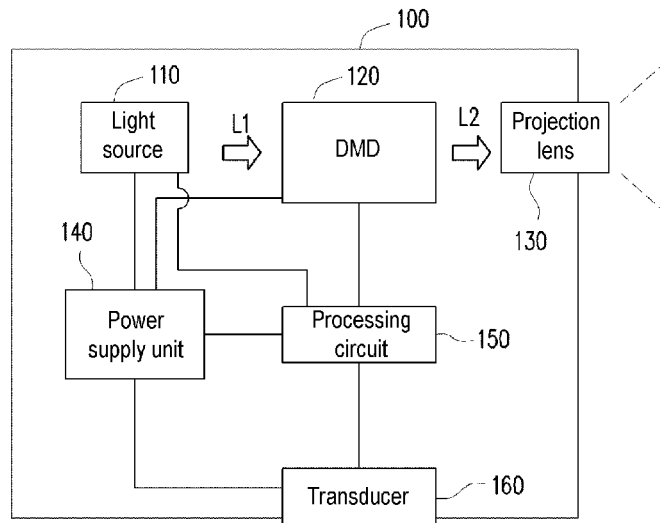 100
110
120
Light
source
L1
DMD
L2
Projection
lens
130
140
Power
supply unit
Processing
circuit
150
Transducer
160